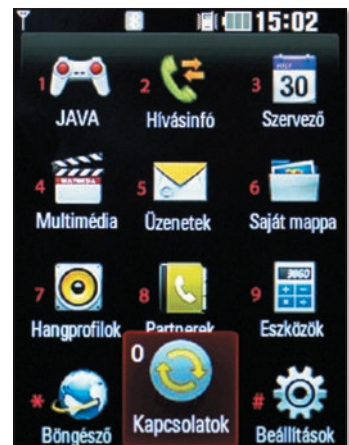 15:02
1 2 3
JULY
30
JAVA Hívásinfó Szervező
4 5 6
Multimédia Üzenetek Saját mappa
7 8 9
Hangprofilok Partnerek Eszközök
0
* #
Böngésző Kapcsolatok Beállítások